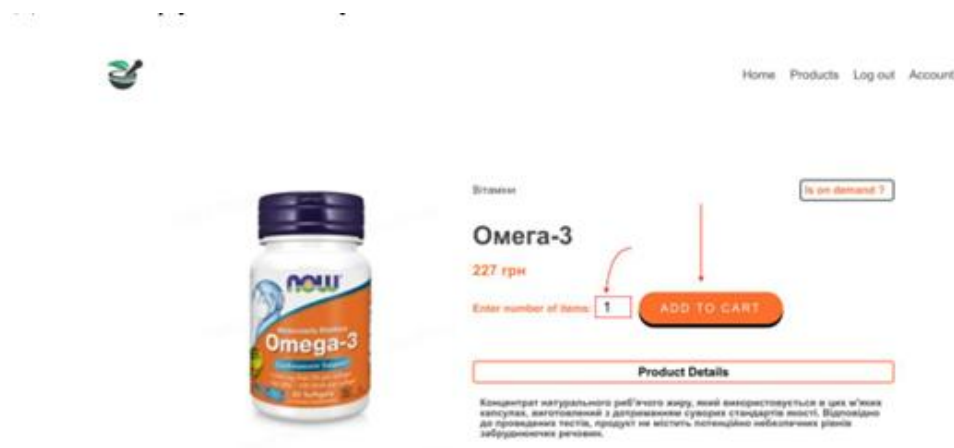 Home Products Log out Account
Вітаміни
Is on demand ?
Омега-3
227 грн
Enter number of items: 1
ADD TO CART
now
Omega-3
Product Details
Концентрат натурального риб'ячого жиру, який використовується в цих м'яких
капсулах, виготовлений з дотриманням суворих стандартів якості. Відповідно
до проведених тестів, продукт не містить потенційно небезпечних рівнів
забруднюючих речовин.